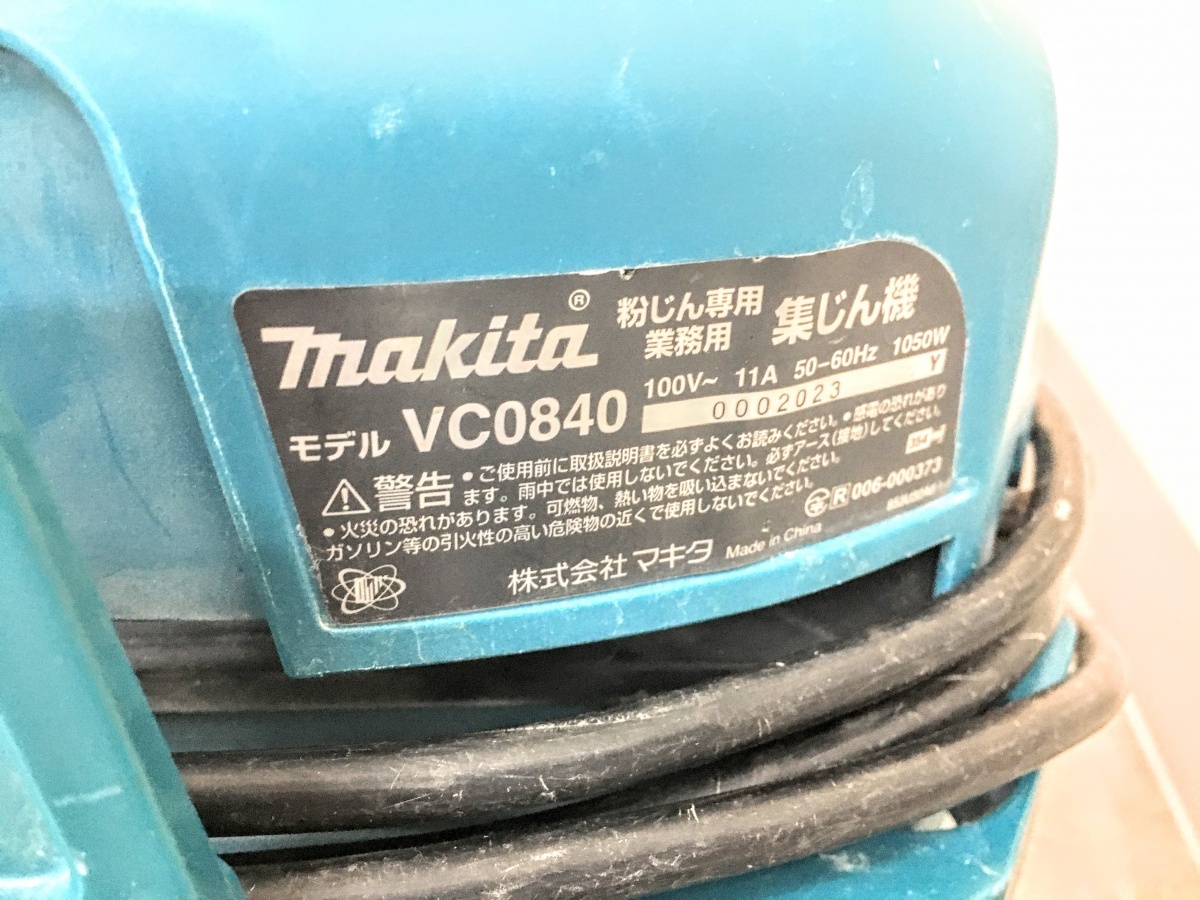 makita®
粉じん専用
業務用
集じん機
モデル VC0840
100V~ 11A 50-60Hz 1050W
0002023 Y
警告 •ご使用前に取扱説明書を必ずよくお読みください。•感電の恐れがあり
ます。雨中では使用しないでください。必ずアース(接地)してください。
•火災の恐れがあります。可燃物、熱い物を吸い込まないでください。
ガソリン等の引火性の高い危険物の近くで使用しないでください。
R 006-000373
株式会社 マキタ Made in China